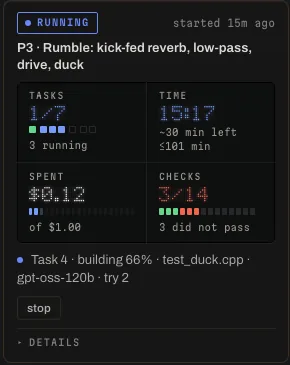 RUNNING
started 15m ago
P3 · Rumble: kick-fed reverb, low-pass,
drive, duck
TASKS
1/7
3 running
TIME
15:17
~30 min left
≤101 min
SPENT
$0.12
of $1.00
CHECKS
3/14
3 did not pass
Task 4 · building 66% · test_duck.cpp ·
gpt-oss-120b · try 2
stop
DETAILS